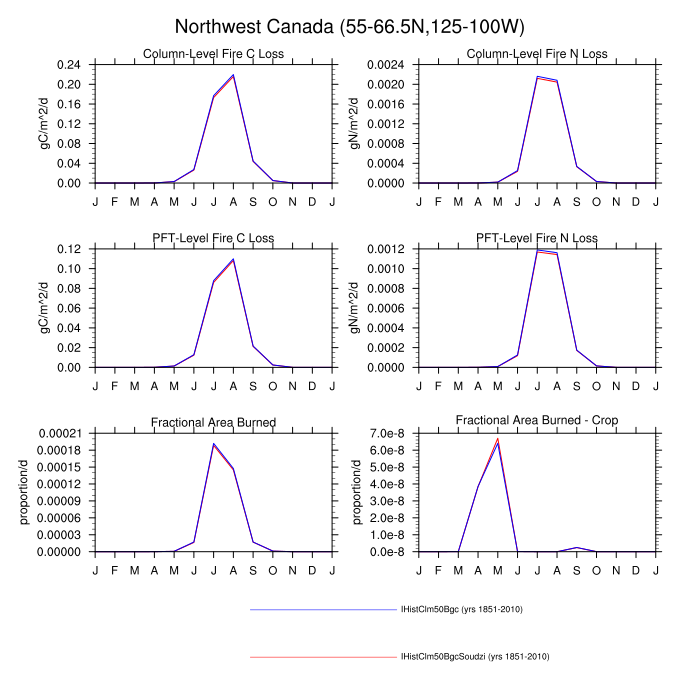 Northwest Canada (55-66.5N,125-100W)
Column-Level Fire C Loss
gC/m^2/d
0.24
0.20
0.16
0.12
0.08
0.04
0.00
J F M A M J J A S O N D J
Column-Level Fire N Loss
gN/m^2/d
0.0024
0.0020
0.0016
0.0012
0.0008
0.0004
0.0000
J F M A M J J A S O N D J
PFT-Level Fire C Loss
gC/m^2/d
0.12
0.10
0.08
0.06
0.04
0.02
0.00
J F M A M J J A S O N D J
PFT-Level Fire N Loss
gN/m^2/d
0.0012
0.0010
0.0008
0.0006
0.0004
0.0002
0.0000
J F M A M J J A S O N D J
Fractional Area Burned
proportion/d
0.00021
0.00018
0.00015
0.00012
0.00009
0.00006
0.00003
0.00000
J F M A M J J A S O N D J
Fractional Area Burned - Crop
proportion/d
7.0e-8
6.0e-8
5.0e-8
4.0e-8
3.0e-8
2.0e-8
1.0e-8
0.0e-8
J F M A M J J A S O N D J
IHistClm50Bgc (yrs 1851-2010)
IHistClm50BgcSoudzi (yrs 1851-2010)